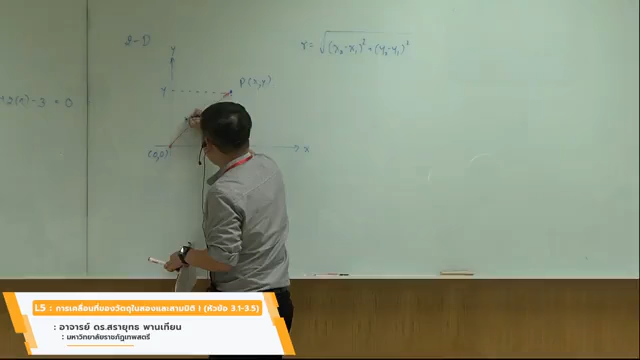 2-D
y
y
P(x,y)
(0,0)
x
r = √(x₂-x₁)² + (y₂-y₁)²
+2(t)-3 = 0
L5 : การเคลื่อนที่ของวัตถุในสองและสามมิติ I (หัวข้อ 3.1-3.5)
: อาจารย์ ดร.สรายุทธ พานเทียน
: มหาวิทยาลัยราชภัฏเทพสตรี